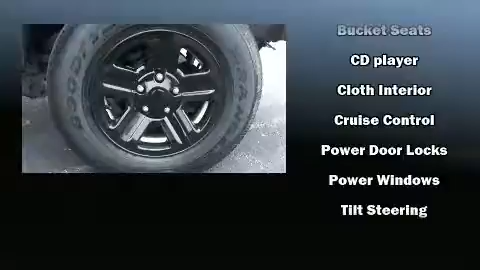 Bucket Seats
CD player
Cloth Interior
Cruise Control
Power Door Locks
Power Windows
Tilt Steering